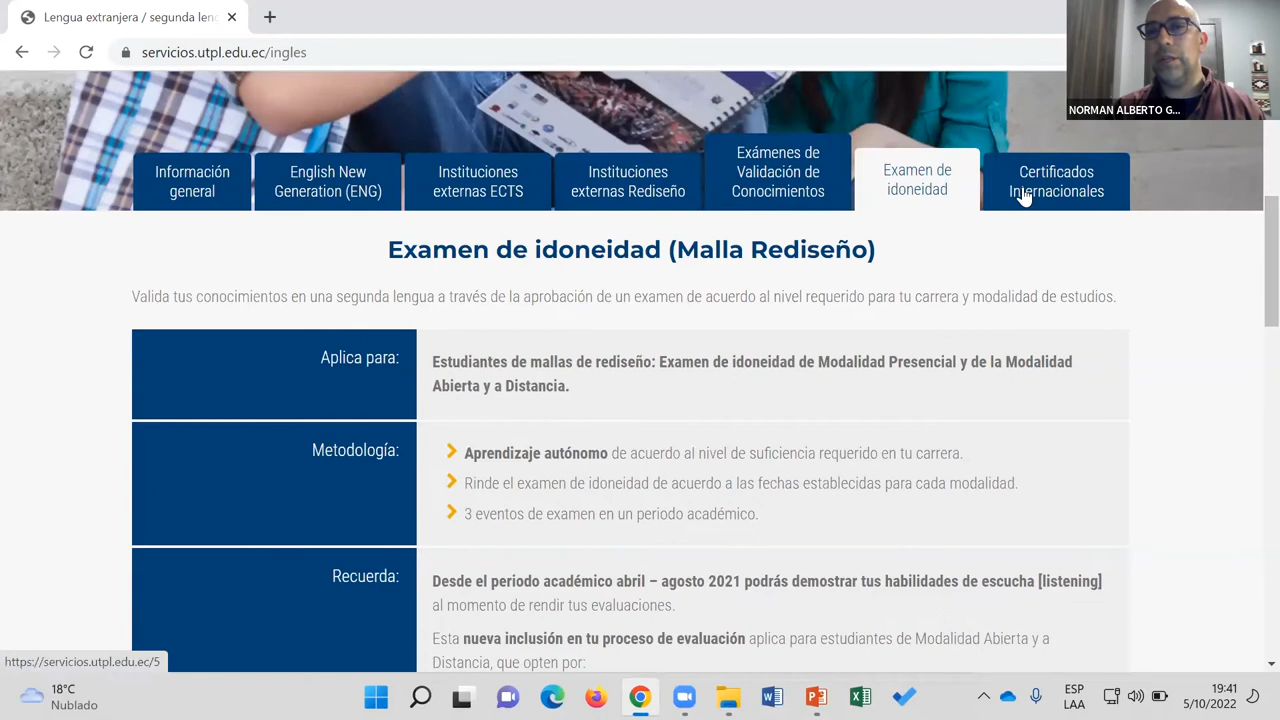 Lengua extranjera / segunda leng
servicios.utpl.edu.ec/ingles
NORMAN ALBERTO G...
Información
general
English New
Generation (ENG)
Instituciones
externas ECTS
Instituciones
externas Rediseño
Exámenes de
Validación de
Conocimientos
Examen de
idoneidad
Certificados
Internacionales
Examen de idoneidad (Malla Rediseño)
Valida tus conocimientos en una segunda lengua a través de la aprobación de un examen de acuerdo al nivel requerido para tu carrera y modalidad de estudios.
Aplica para:
Estudiantes de mallas de rediseño: Examen de idoneidad de Modalidad Presencial y de la Modalidad
Abierta y a Distancia.
Metodología:
Aprendizaje autónomo de acuerdo al nivel de suficiencia requerido en tu carrera.
Rinde el examen de idoneidad de acuerdo a las fechas establecidas para cada modalidad.
3 eventos de examen en un periodo académico.
Recuerda:
Desde el periodo académico abril – agosto 2021 podrás demostrar tus habilidades de escucha [listening]
al momento de rendir tus evaluaciones.
Esta nueva inclusión en tu proceso de evaluación aplica para estudiantes de Modalidad Abierta y a
Distancia, que opten por:
https://servicios.utpl.edu.ec/5
18°C
Nublado
ESP
LAA
19:41
5/10/2022